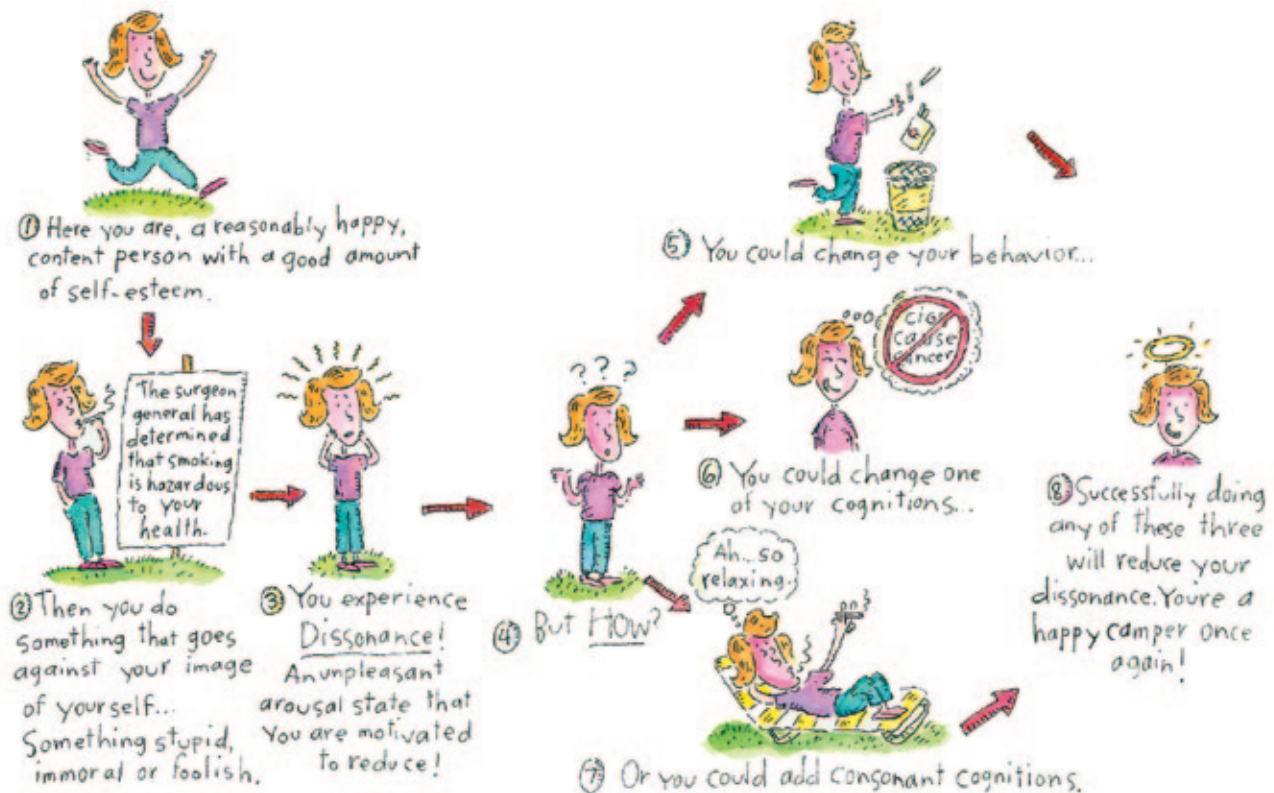 ① Here you are, a reasonably happy,
content person with a good amount
of self-esteem.
The surgeon
general has
determined
that smoking
is hazardous
to your
health.
② Then you do
something that goes
against your image
of yourself...
Something stupid,
immoral or foolish.
③ You experience
Dissonance!
An unpleasant
arousal state that
you are motivated
to reduce!
? ? ?
④ But HOW?
⑤ You could change your behavior...
cigs
cause
cancer
⑥ You could change one
of your cognitions...
Ah... so
relaxing.
⑦ Or you could add consonant cognitions.
⑧ Successfully doing
any of these three
will reduce your
dissonance. You're a
happy camper once
again!